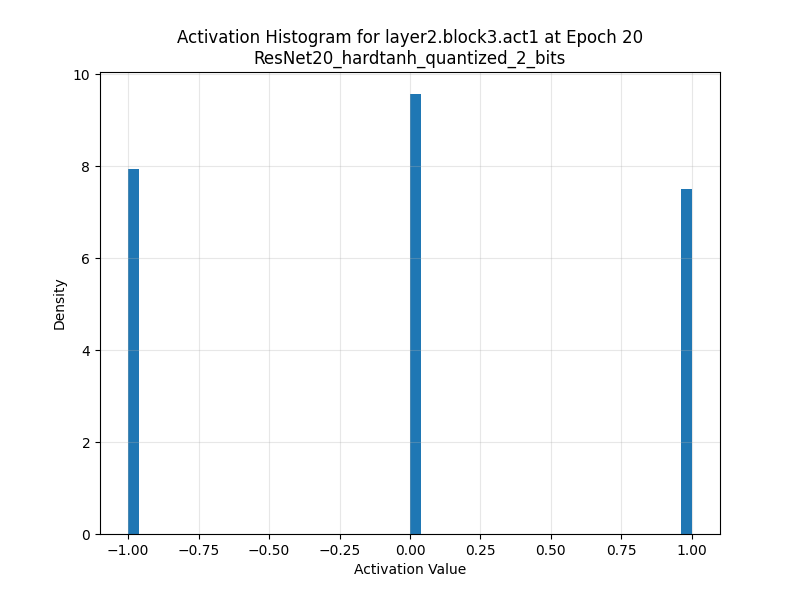 Activation Histogram for layer2.block3.act1 at Epoch 20
ResNet20_hardtanh_quantized_2_bits
10
8
6
4
2
0
Density
−1.00 −0.75 −0.50 −0.25 0.00 0.25 0.50 0.75 1.00
Activation Value